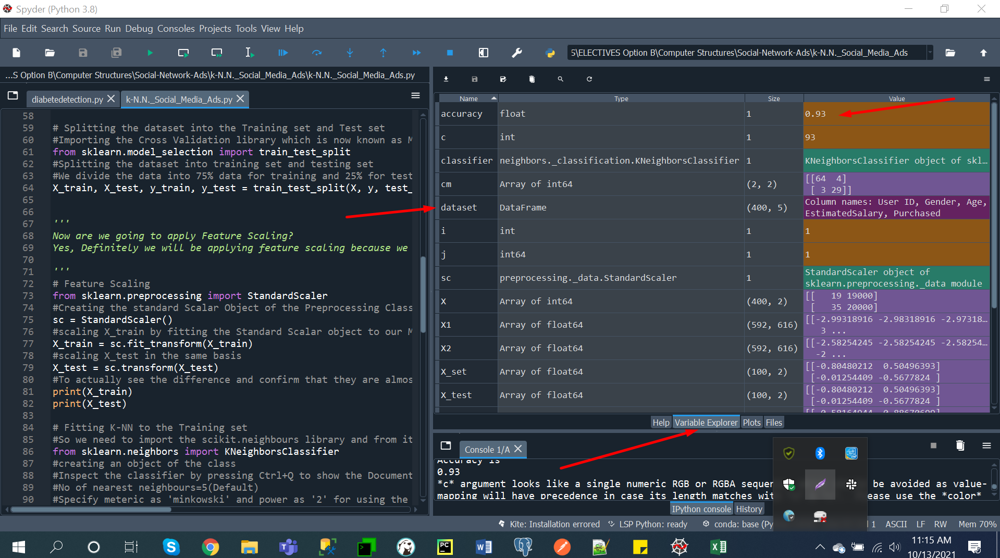 Spyder (Python 3.8)
File Edit Search Source Run Debug Consoles Projects Tools View Help
S\ELECTIVES Option B\Computer Structures\Social-Network-Ads\k-N.N._Social_Media_Ads
...S Option B\Computer Structures\Social-Network-Ads\k-N.N._Social_Media_Ads\k-N.N._Social_Media_Ads.py
diabetedetection.py
k-N.N._Social_Media_Ads.py
58
59 # Splitting the dataset into the Training set and Test set
60 #Importing the Cross Validation library which is now known as M
61 from sklearn.model_selection import train_test_split
62 #Splitting the dataset into training set and testing set
63 #We divide the data into 75% data for training and 25% for test
64 X_train, X_test, y_train, y_test = train_test_split(X, y, test_
65
66
67 '''
68 Now are we going to apply Feature Scaling?
69 Yes, Definitely we will be applying feature scaling because we
70
71 '''
72 # Feature Scaling
73 from sklearn.preprocessing import StandardScaler
74 #Creating the standard Scalar Object of the Preprocessing Class
75 sc = StandardScaler()
76 #scaling X_train by fitting the Standard Scalar object to our M
77 X_train = sc.fit_transform(X_train)
78 #scaling X_test in the same basis
79 X_test = sc.transform(X_test)
80 #To actually see the difference and confirm that they are almos
81 print(X_train)
82 print(X_test)
83
84 # Fitting K-NN to the Training set
85 #So we need to import the scikit.neighbours library and from it
86 from sklearn.neighbors import KNeighborsClassifier
87 #creating an object of the class
88 #Inspect the classifier by pressing Ctrl+Q to show the Document
89 #No of nearest neighbours=5(Default)
90 #Specify meteric as 'minkowski' and power as '2' for using the
Name Type Size Value
accuracy float 1 0.93
c int 1 93
classifier neighbors._classification.KNeighborsClassifier 1 KNeighborsClassifier object of skl...
cm Array of int64 (2, 2) [[64 4]
[ 3 29]]
dataset DataFrame (400, 5) Column names: User ID, Gender, Age,
EstimatedSalary, Purchased
i int 1 1
j int64 1 1
sc preprocessing._data.StandardScaler 1 StandardScaler object of
sklearn.preprocessing._data module
X Array of int64 (400, 2) [[ 19 19000]
[ 35 20000]
X1 Array of float64 (592, 616) [[-2.99318916 -2.98318916 -2.97318...
3 ...
X2 Array of float64 (592, 616) [[-2.58254245 -2.58254245 -2.58254...
-2 ...
X_set Array of float64 (100, 2) [[-0.80480212 0.50496393]
[-0.01254409 -0.5677824 ]
X_test Array of float64 (100, 2) [[-0.80480212 0.50496393]
[-0.01254409 -0.5677824 ]
Help Variable Explorer Plots Files
Console 1/A
Accuracy is
0.93
*c* argument looks like a single numeric RGB or RGBA sequen be avoided as value-
mapping will have precedence in case its length matches wit ease use the *color*
IPython console History
Kite: Installation errored LSP Python: ready conda: base (Py 1 ASCII LF RW Mem 70%
PC
11:15 AM
10/13/2021